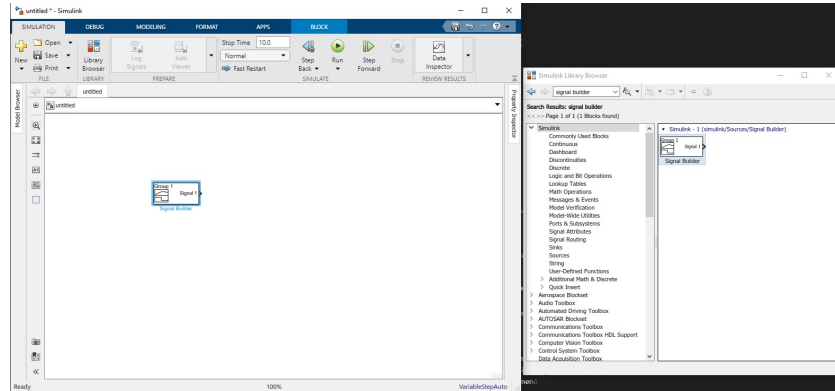 untitled * - Simulink
SIMULATION DEBUG MODELING FORMAT APPS BLOCK
New
Open
Save
Print
FILE
Library Browser
LIBRARY
Log Signals
Add Viewer
PREPARE
Stop Time 10.0
Normal
Fast Restart
Step Back
Run
Step Forward
Stop
SIMULATE
Data Inspector
REVIEW RESULTS
untitled
untitled
Model Browser
Property Inspector
Group 1
Signal 1
Signal Builder
Ready 100% VariableStepAuto
Simulink Library Browser
signal builder
Search Results: signal builder
<< >> Page 1 of 1 (1 Blocks found)
Simulink
Commonly Used Blocks
Continuous
Dashboard
Discontinuities
Discrete
Logic and Bit Operations
Lookup Tables
Math Operations
Messages & Events
Model Verification
Model-Wide Utilities
Ports & Subsystems
Signal Attributes
Signal Routing
Sinks
Sources
String
User-Defined Functions
Additional Math & Discrete
Quick Insert
Aerospace Blockset
Audio Toolbox
Automated Driving Toolbox
AUTOSAR Blockset
Communications Toolbox
Communications Toolbox HDL Support
Computer Vision Toolbox
Control System Toolbox
Data Acquisition Toolbox
Simulink - 1 (simulink/Sources/Signal Builder)
Group 1
Signal 1
Signal Builder